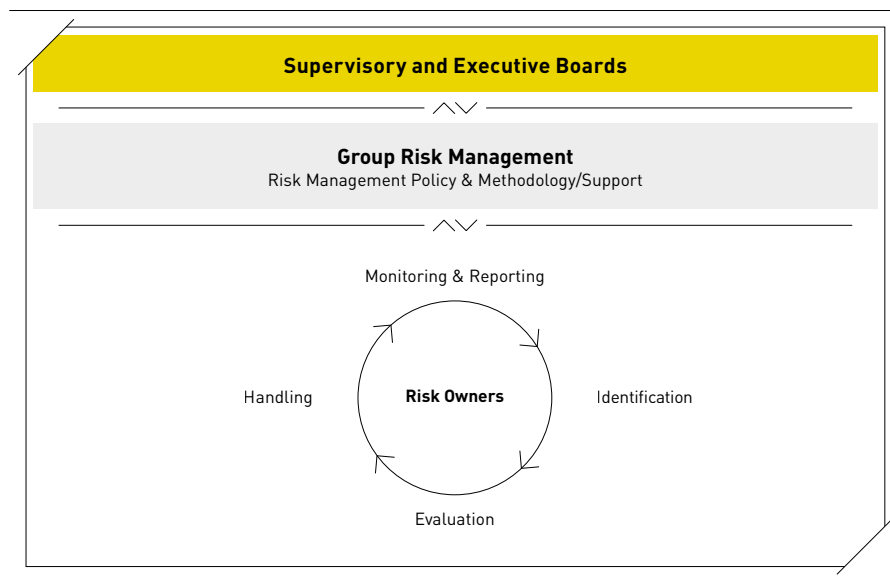 Supervisory and Executive Boards
Group Risk Management
Risk Management Policy & Methodology/Support
Monitoring & Reporting
Handling
Risk Owners
Identification
Evaluation